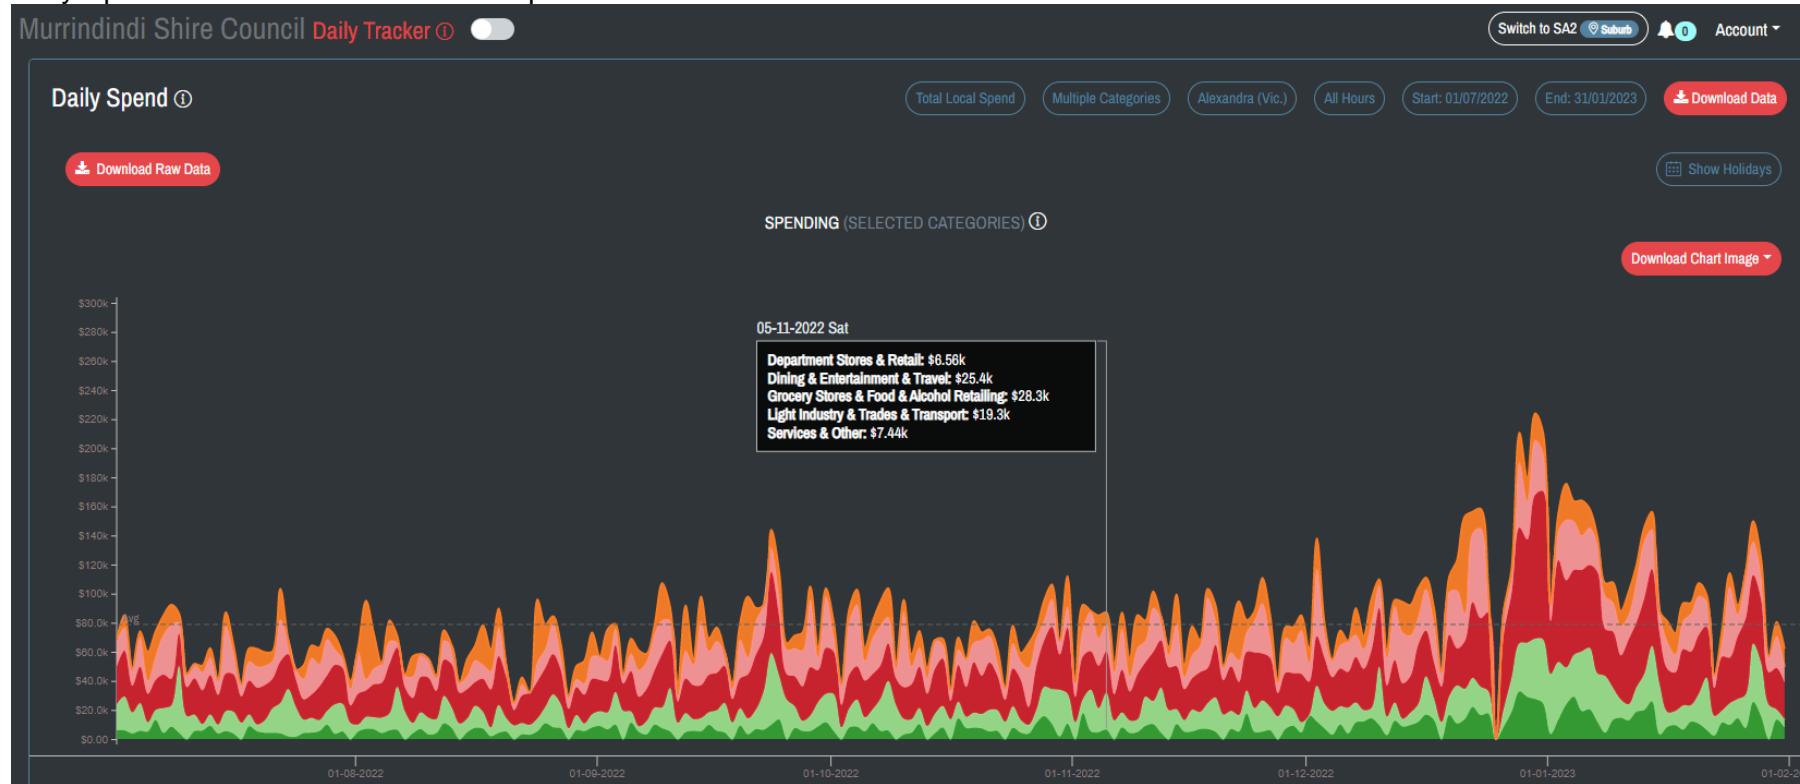 Murrindindi Shire Council Daily Tracker
Switch to SA2 Suburb
0
Account
Daily Spend
Total Local Spend
Multiple Categories
Alexandra (Vic.)
All Hours
Start: 01/07/2022
End: 31/01/2023
Download Data
Download Raw Data
Show Holidays
SPENDING (SELECTED CATEGORIES)
Download Chart Image
$300k
$280k
$260k
$240k
$220k
$200k
$180k
$160k
$140k
$120k
$100k
$80.0k
$60.0k
$40.0k
$20.0k
$0.00
05-11-2022 Sat
Department Stores & Retail: $6.56k
Dining & Entertainment & Travel: $25.4k
Grocery Stores & Food & Alcohol Retailing: $28.3k
Light Industry & Trades & Transport: $19.3k
Services & Other: $7.44k
01-08-2022
01-09-2022
01-10-2022
01-11-2022
01-12-2022
01-01-2023
01-02-2